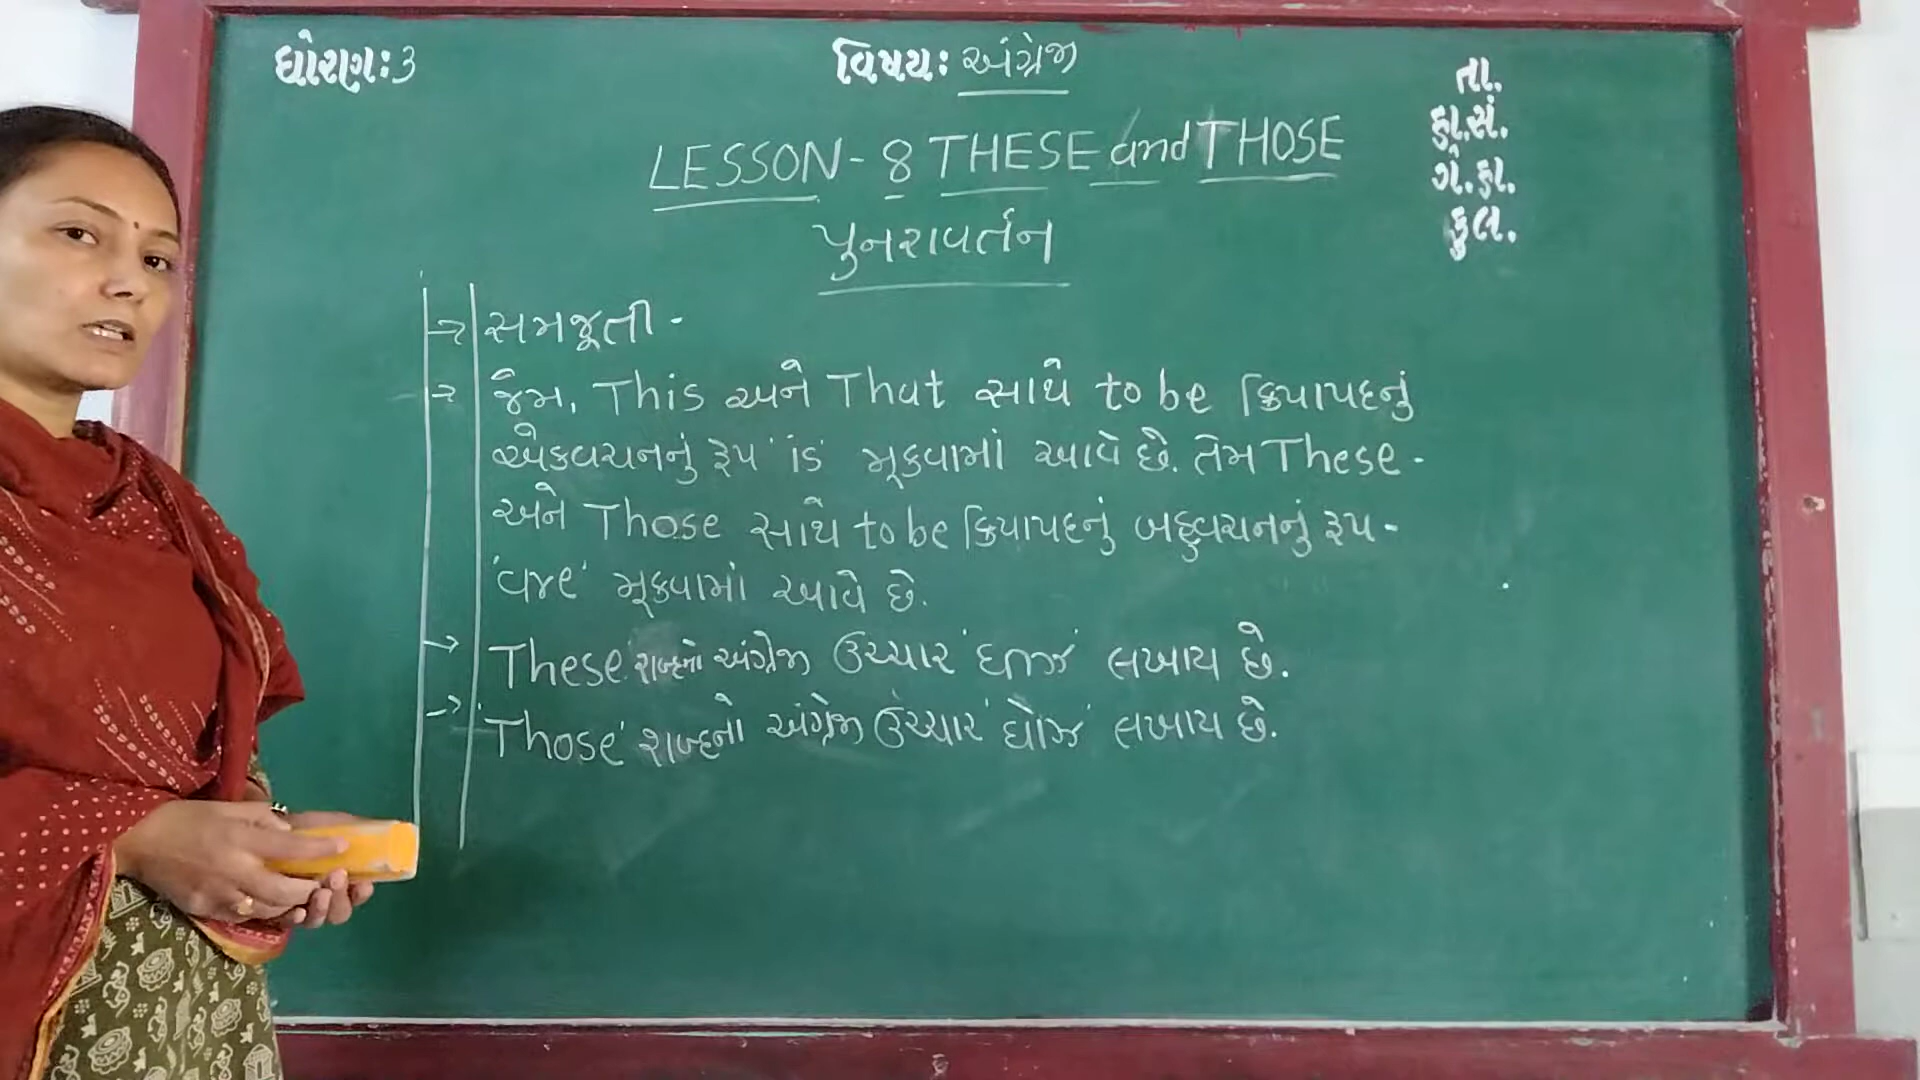 ધોરણ:3
વિષય: અંગ્રેજી
તા.
હા.સં.
ગે.હા.
કુલ.
LESSON - 8 THESE and THOSE
પુનરાવર્તન
→ સમજૂતી -
→ જેમ, This અને That સાથે to be ક્રિયાપદનું
એકવચનનું રૂપ 'is' મૂકવામાં આવે છે. તેમ These -
અને Those સાથે to be ક્રિયાપદનું બહુવચનનું રૂપ -
'are' મૂકવામાં આવે છે.
→ 'These' શબ્દનો અંગ્રેજી ઉચ્ચાર 'ધીઝ' લખાય છે.
→ 'Those' શબ્દનો અંગ્રેજી ઉચ્ચાર 'ધોઝ' લખાય છે.